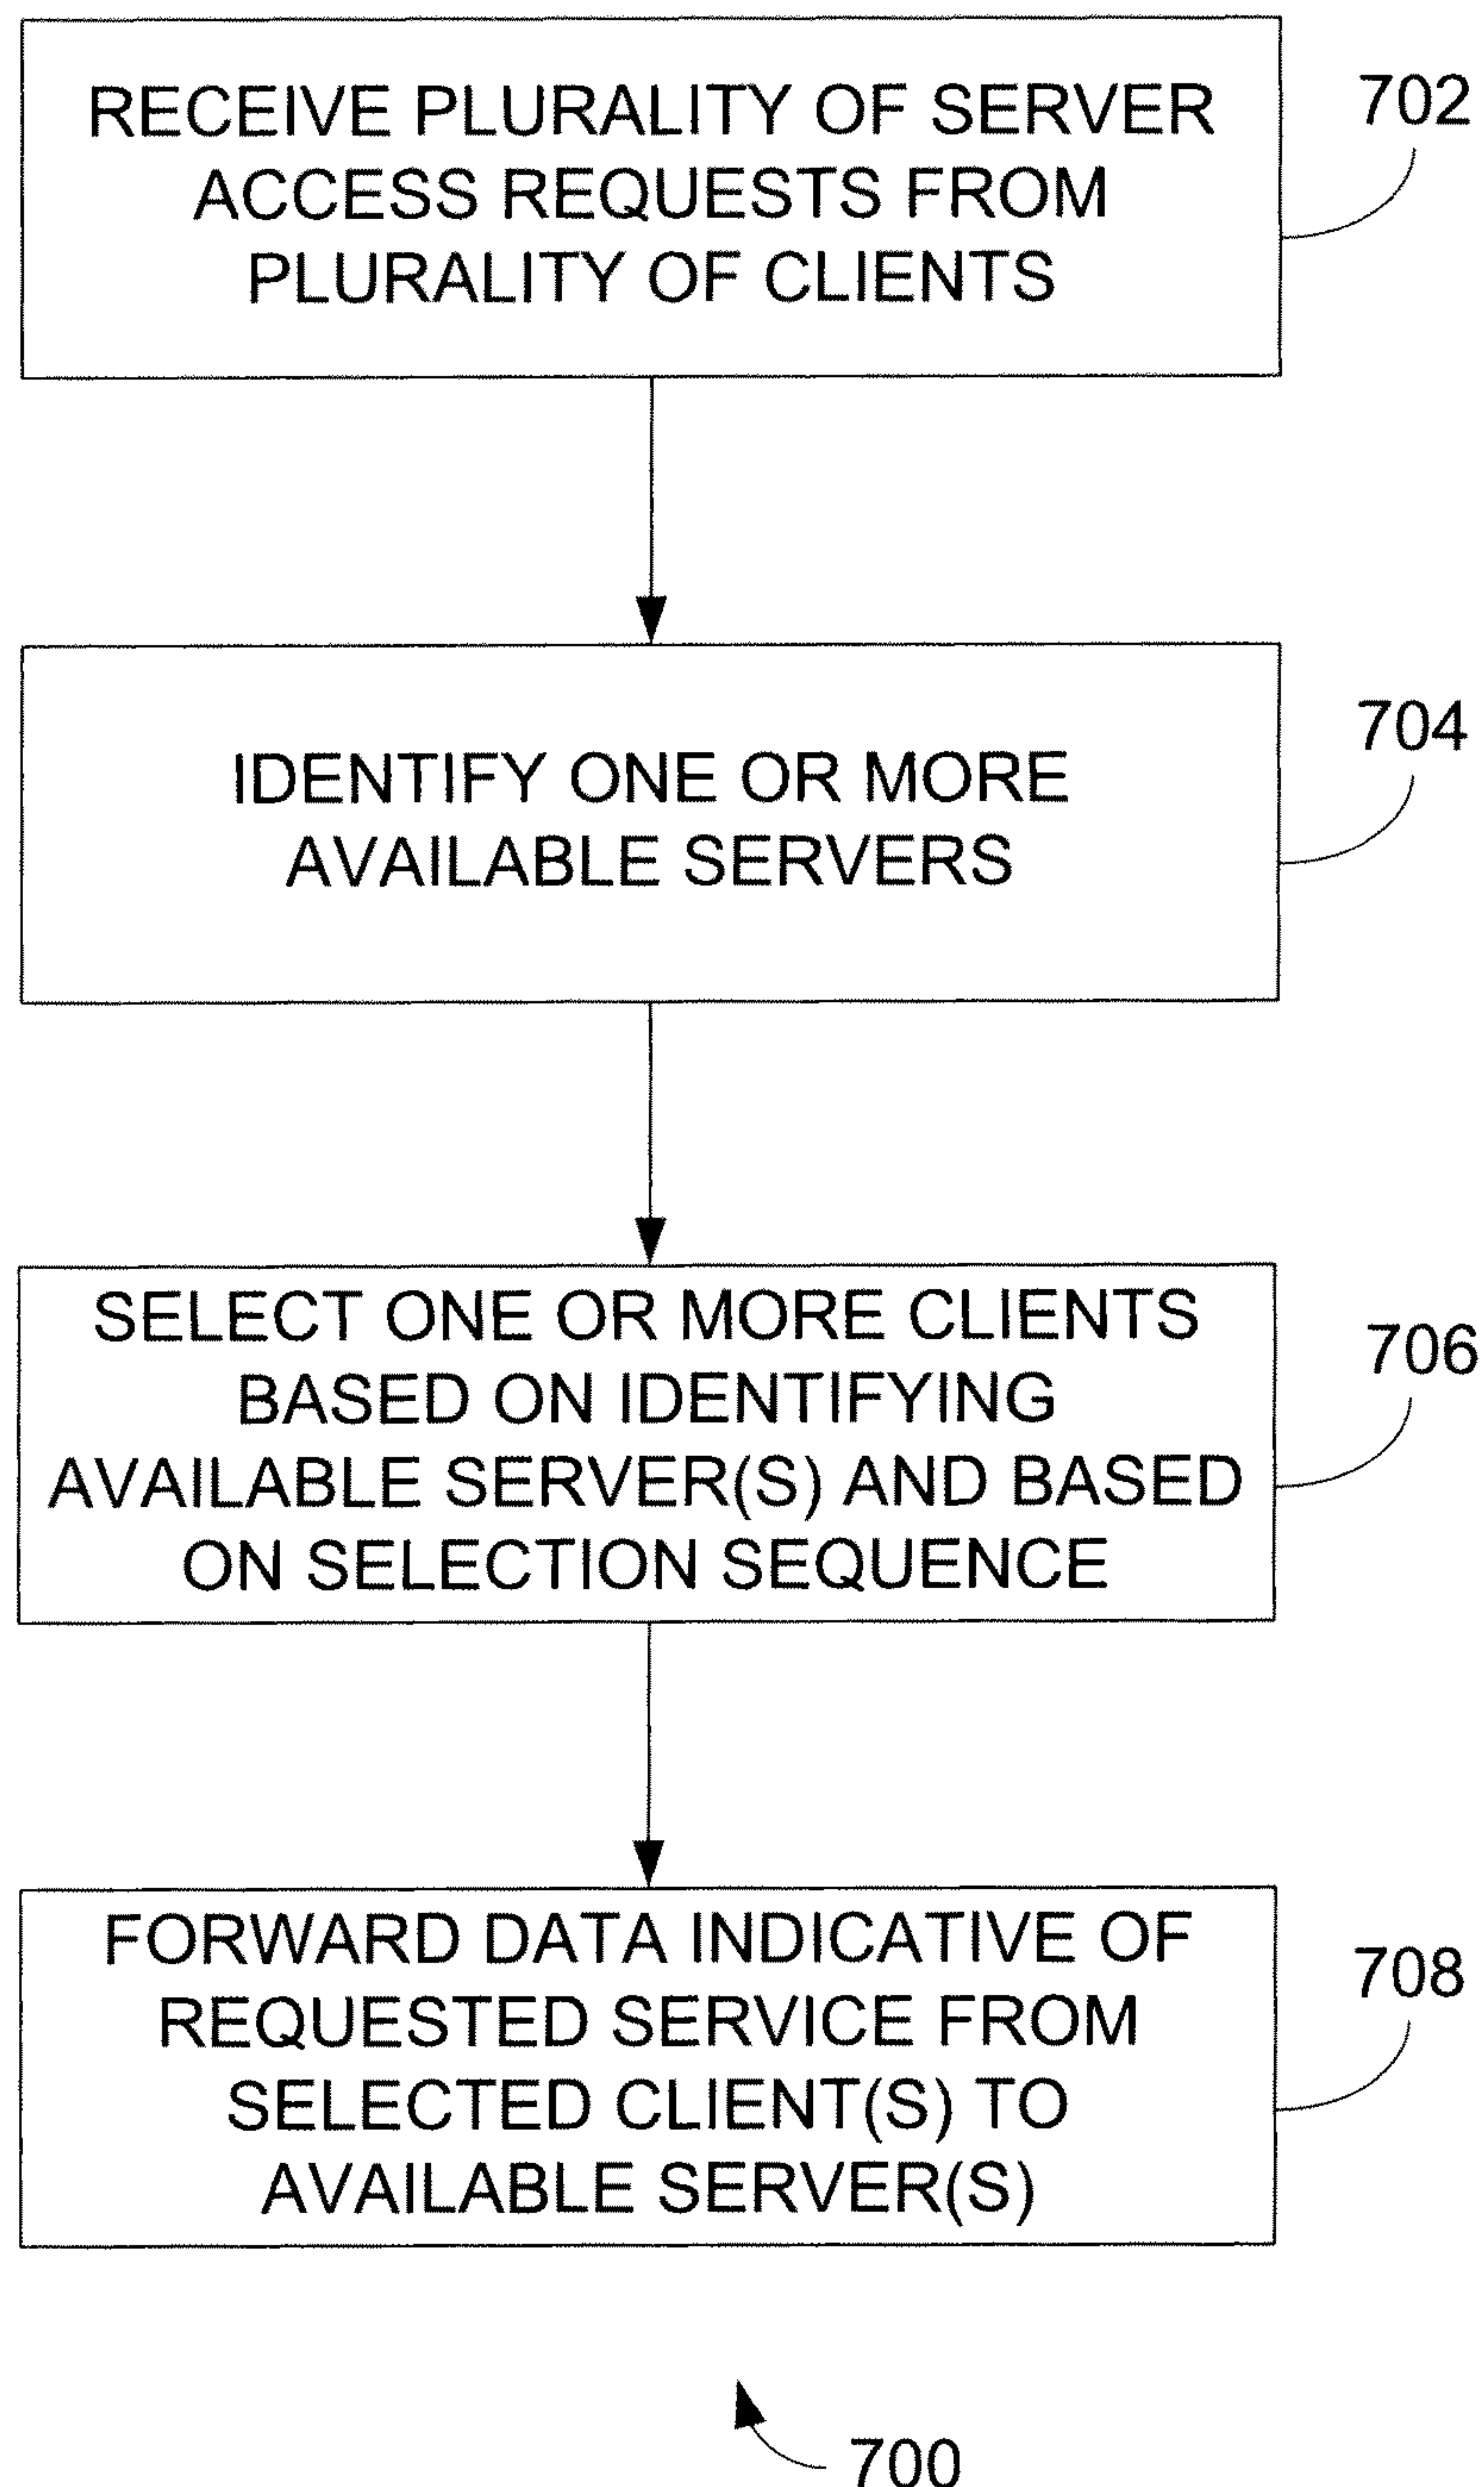 RECEIVE PLURALITY OF SERVER
ACCESS REQUESTS FROM
PLURALITY OF CLIENTS
702
IDENTIFY ONE OR MORE
AVAILABLE SERVERS
704
SELECT ONE OR MORE CLIENTS
BASED ON IDENTIFYING
AVAILABLE SERVER(S) AND BASED
ON SELECTION SEQUENCE
706
FORWARD DATA INDICATIVE OF
REQUESTED SERVICE FROM
SELECTED CLIENT(S) TO
AVAILABLE SERVER(S)
708
700